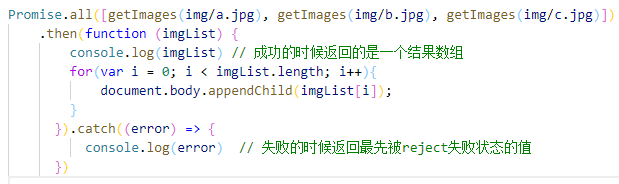 Promise.all([getImages(img/a.jpg), getImages(img/b.jpg), getImages(img/c.jpg)])
    .then(function (imgList) {
        console.log(imgList) // 成功的时候返回的是一个结果数组
        for(var i = 0; i < imgList.length; i++){
            document.body.appendChild(imgList[i]);
        }
      }).catch((error) => {
          console.log(error)  // 失败的时候返回最先被reject失败状态的值
      })